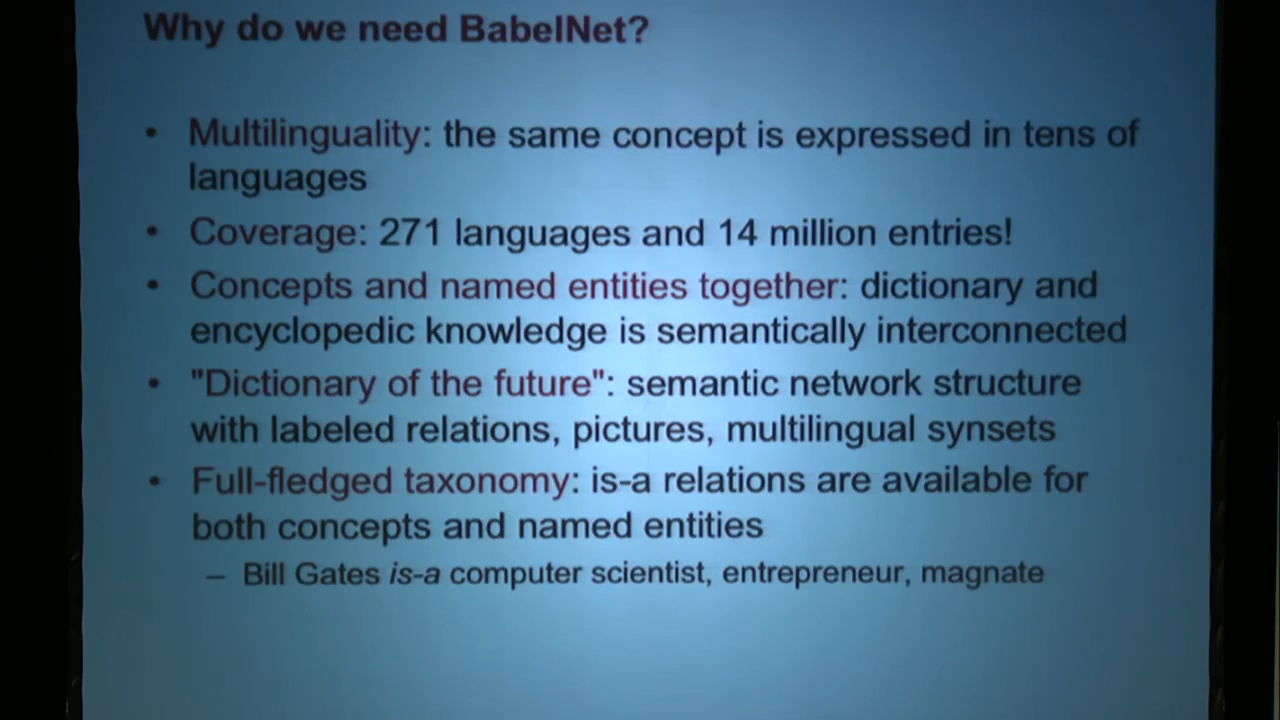 Why do we need BabelNet?
• Multilinguality: the same concept is expressed in tens of
languages
• Coverage: 271 languages and 14 million entries!
• Concepts and named entities together: dictionary and
encyclopedic knowledge is semantically interconnected
• "Dictionary of the future": semantic network structure
with labeled relations, pictures, multilingual synsets
• Full-fledged taxonomy: is-a relations are available for
both concepts and named entities
– Bill Gates is-a computer scientist, entrepreneur, magnate